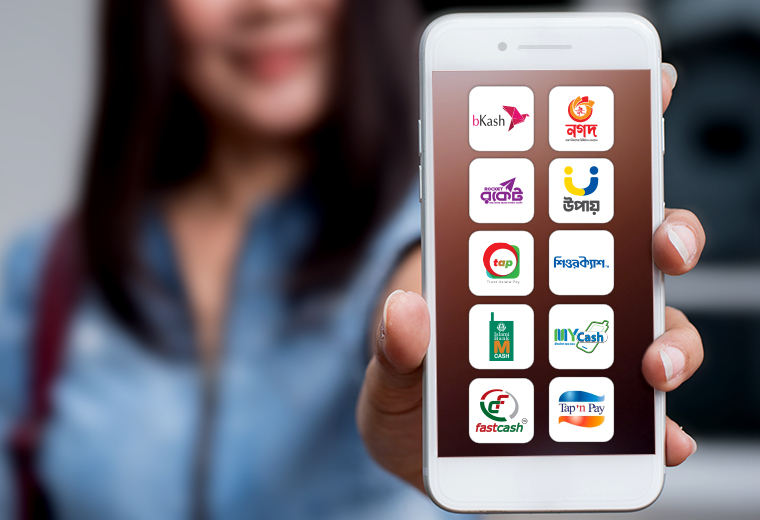 bKash
নগদ
ROCKET
রকেট
উপায়
tap
Trust Axiata Pay
শিওরক্যাশ
Islami
Bank
M
CASH
MYCash
fastcash
Tap'n Pay